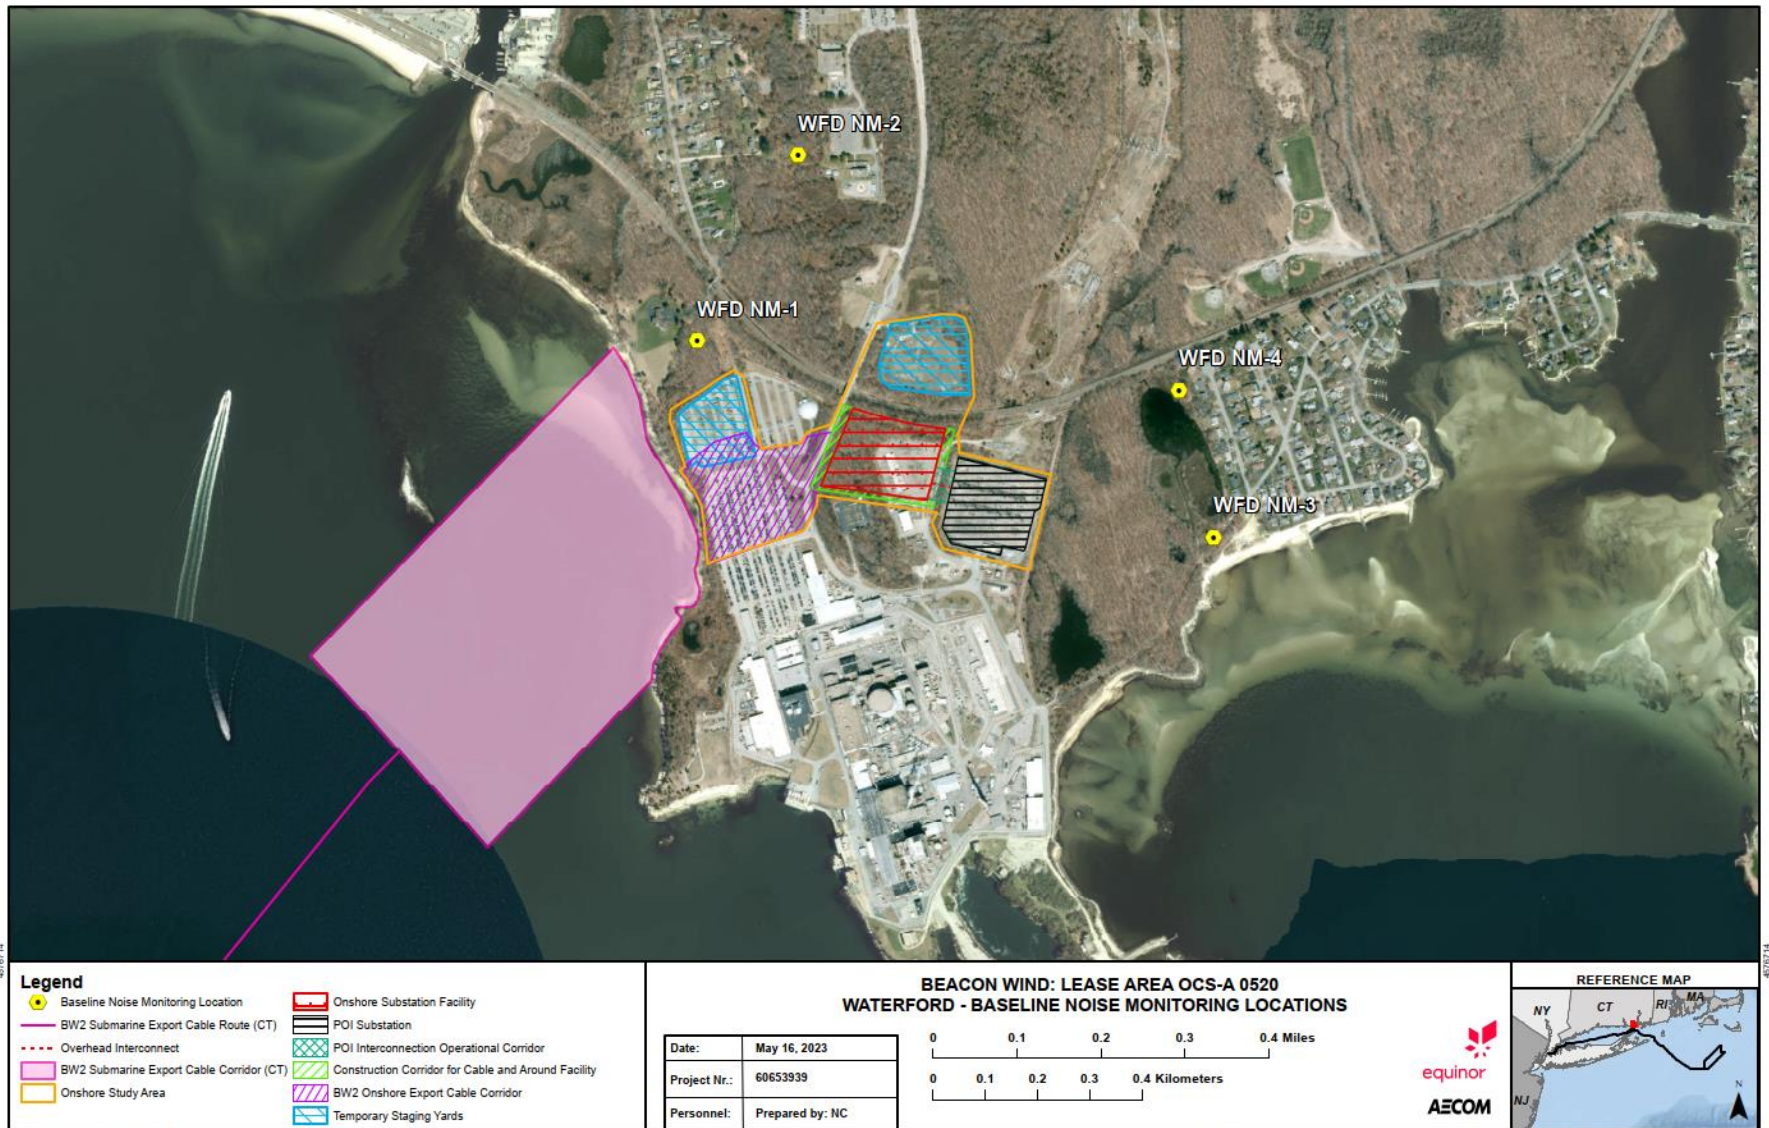 WFD NM-2
WFD NM-1
WFD NM-4
WFD NM-3
Legend
Baseline Noise Monitoring Location
BW2 Submarine Export Cable Route (CT)
Overhead Interconnect
BW2 Submarine Export Cable Corridor (CT)
Onshore Study Area
Onshore Substation Facility
POI Substation
POI Interconnection Operational Corridor
Construction Corridor for Cable and Around Facility
BW2 Onshore Export Cable Corridor
Temporary Staging Yards
BEACON WIND: LEASE AREA OCS-A 0520
WATERFORD - BASELINE NOISE MONITORING LOCATIONS
Date: May 16, 2023
Project Nr.: 60653939
Personnel: Prepared by: NC
0 0.1 0.2 0.3 0.4 Miles
0 0.1 0.2 0.3 0.4 Kilometers
equinor
AECOM
REFERENCE MAP
NY CT RI MA
NJ
N
4576714